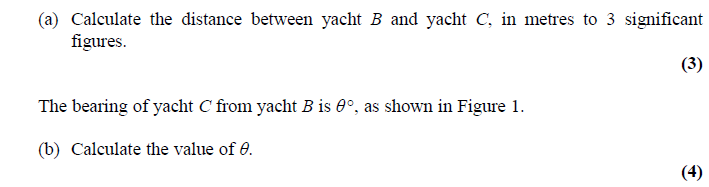 (a) Calculate the distance between yacht B and yacht C, in metres to 3 significant
figures.
(3)
The bearing of yacht C from yacht B is θ°, as shown in Figure 1.
(b) Calculate the value of θ.
(4)